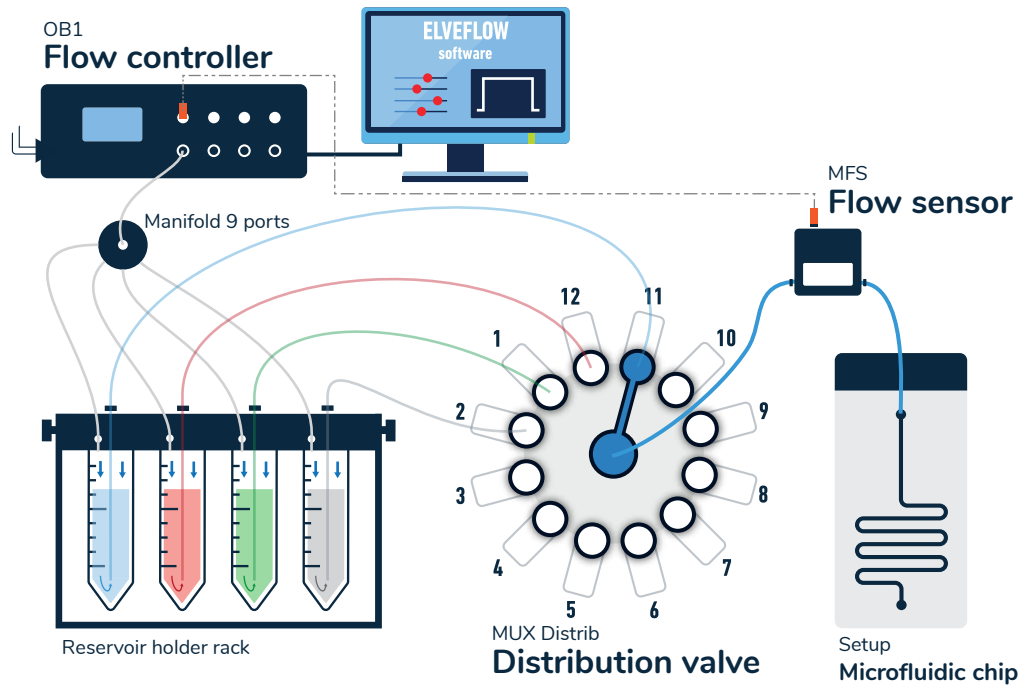 OB1
Flow controller
ELVEFLOW
software
MFS
Flow sensor
Manifold 9 ports
12
11
1
10
2
9
3
8
4
7
5
6
MUX Distrib
Distribution valve
Reservoir holder rack
Setup
Microfluidic chip